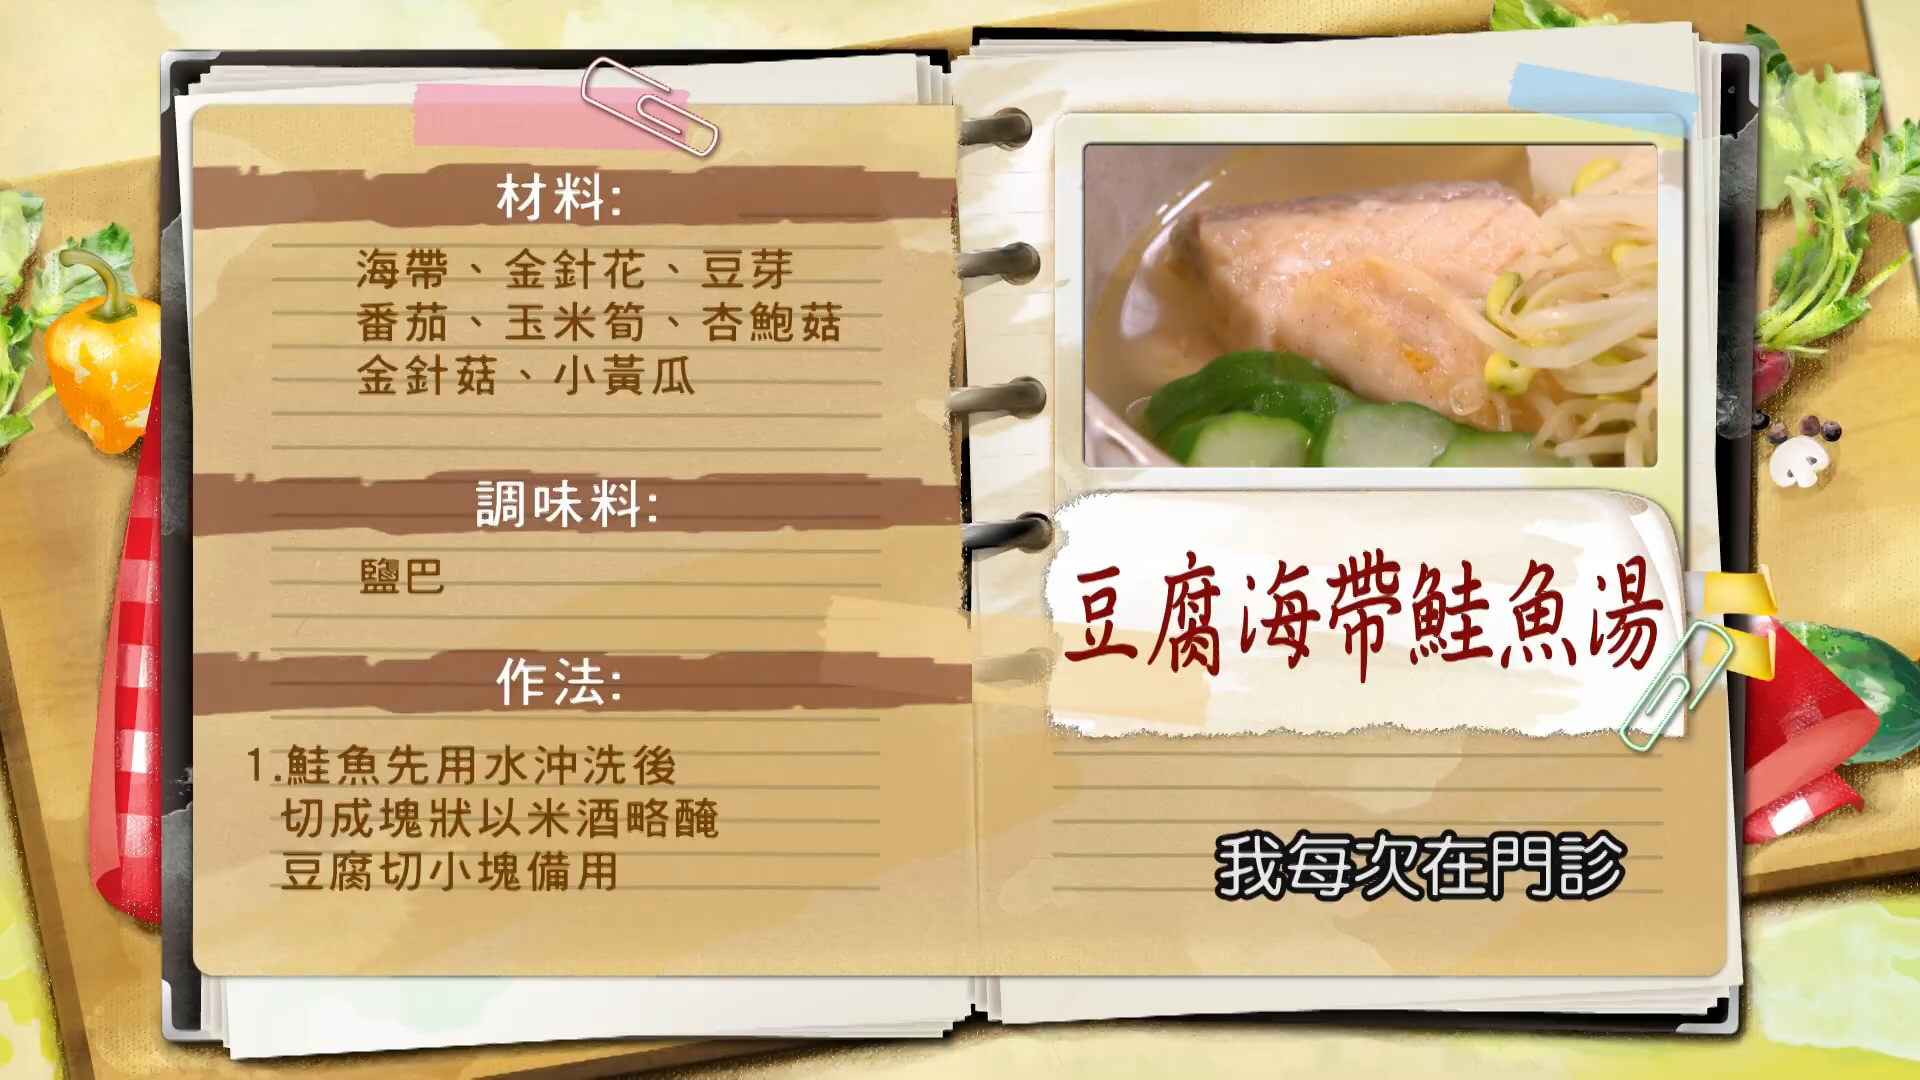 材料:
海帶、金針花、豆芽
番茄、玉米筍、杏鮑菇
金針菇、小黃瓜
調味料:
鹽巴
作法:
1.鮭魚先用水沖洗後
切成塊狀以米酒略醃
豆腐切小塊備用
豆腐海帶鮭魚湯
我每次在門診